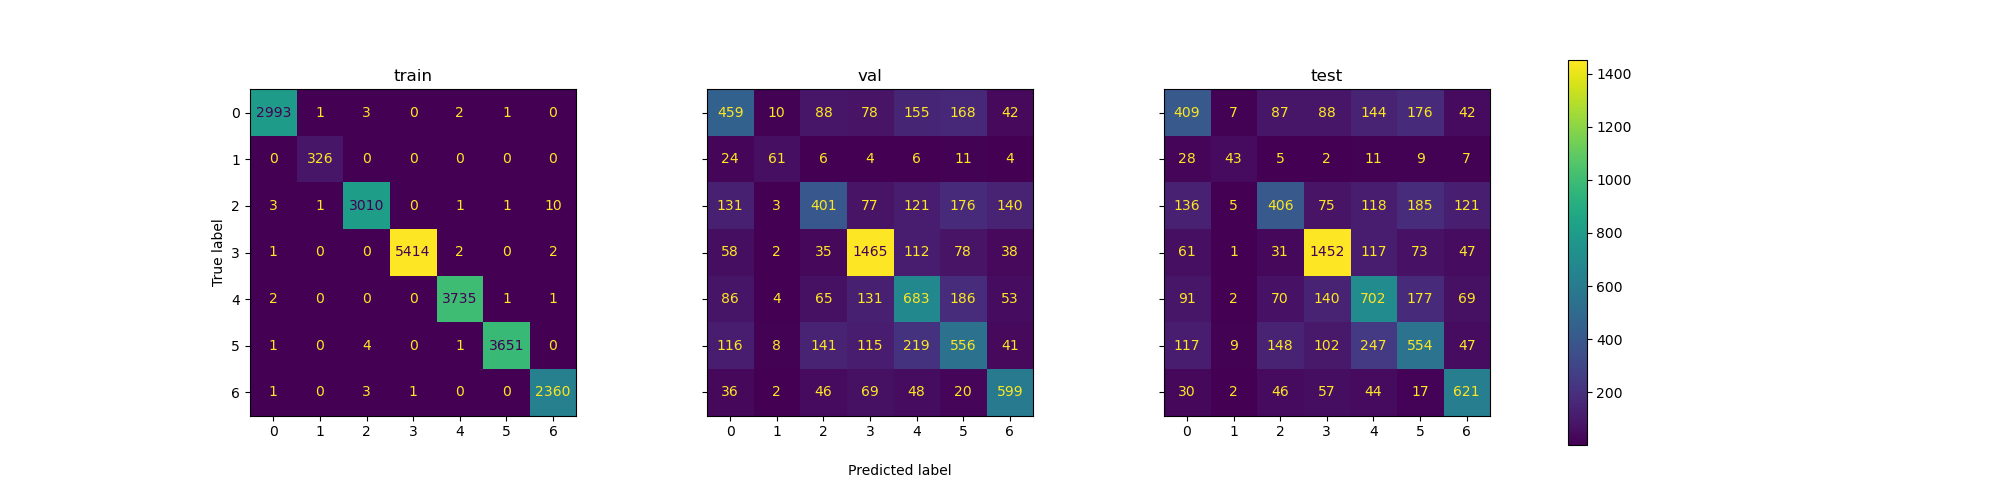 train
True label
0 2993 1 3 0 2 1 0
1 0 326 0 0 0 0 0
2 3 1 3010 0 1 1 10
3 1 0 0 5414 2 0 2
4 2 0 0 0 3735 1 1
5 1 0 4 0 1 3651 0
6 1 0 3 1 0 0 2360
0 1 2 3 4 5 6
val
459 10 88 78 155 168 42
24 61 6 4 6 11 4
131 3 401 77 121 176 140
58 2 35 1465 112 78 38
86 4 65 131 683 186 53
116 8 141 115 219 556 41
36 2 46 69 48 20 599
0 1 2 3 4 5 6
Predicted label
test
409 7 87 88 144 176 42
28 43 5 2 11 9 7
136 5 406 75 118 185 121
61 1 31 1452 117 73 47
91 2 70 140 702 177 69
117 9 148 102 247 554 47
30 2 46 57 44 17 621
0 1 2 3 4 5 6
1400
1200
1000
800
600
400
200